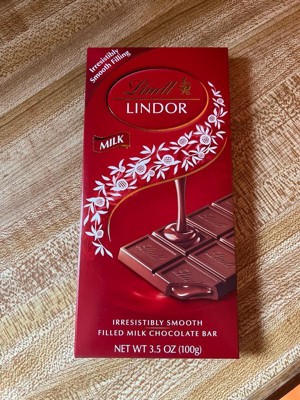 Irresistibly
Smooth Filling
Lindt
LINDOR
MILK
IRRESISTIBLY SMOOTH
FILLED MILK CHOCOLATE BAR
NET WT 3.5 OZ (100g)